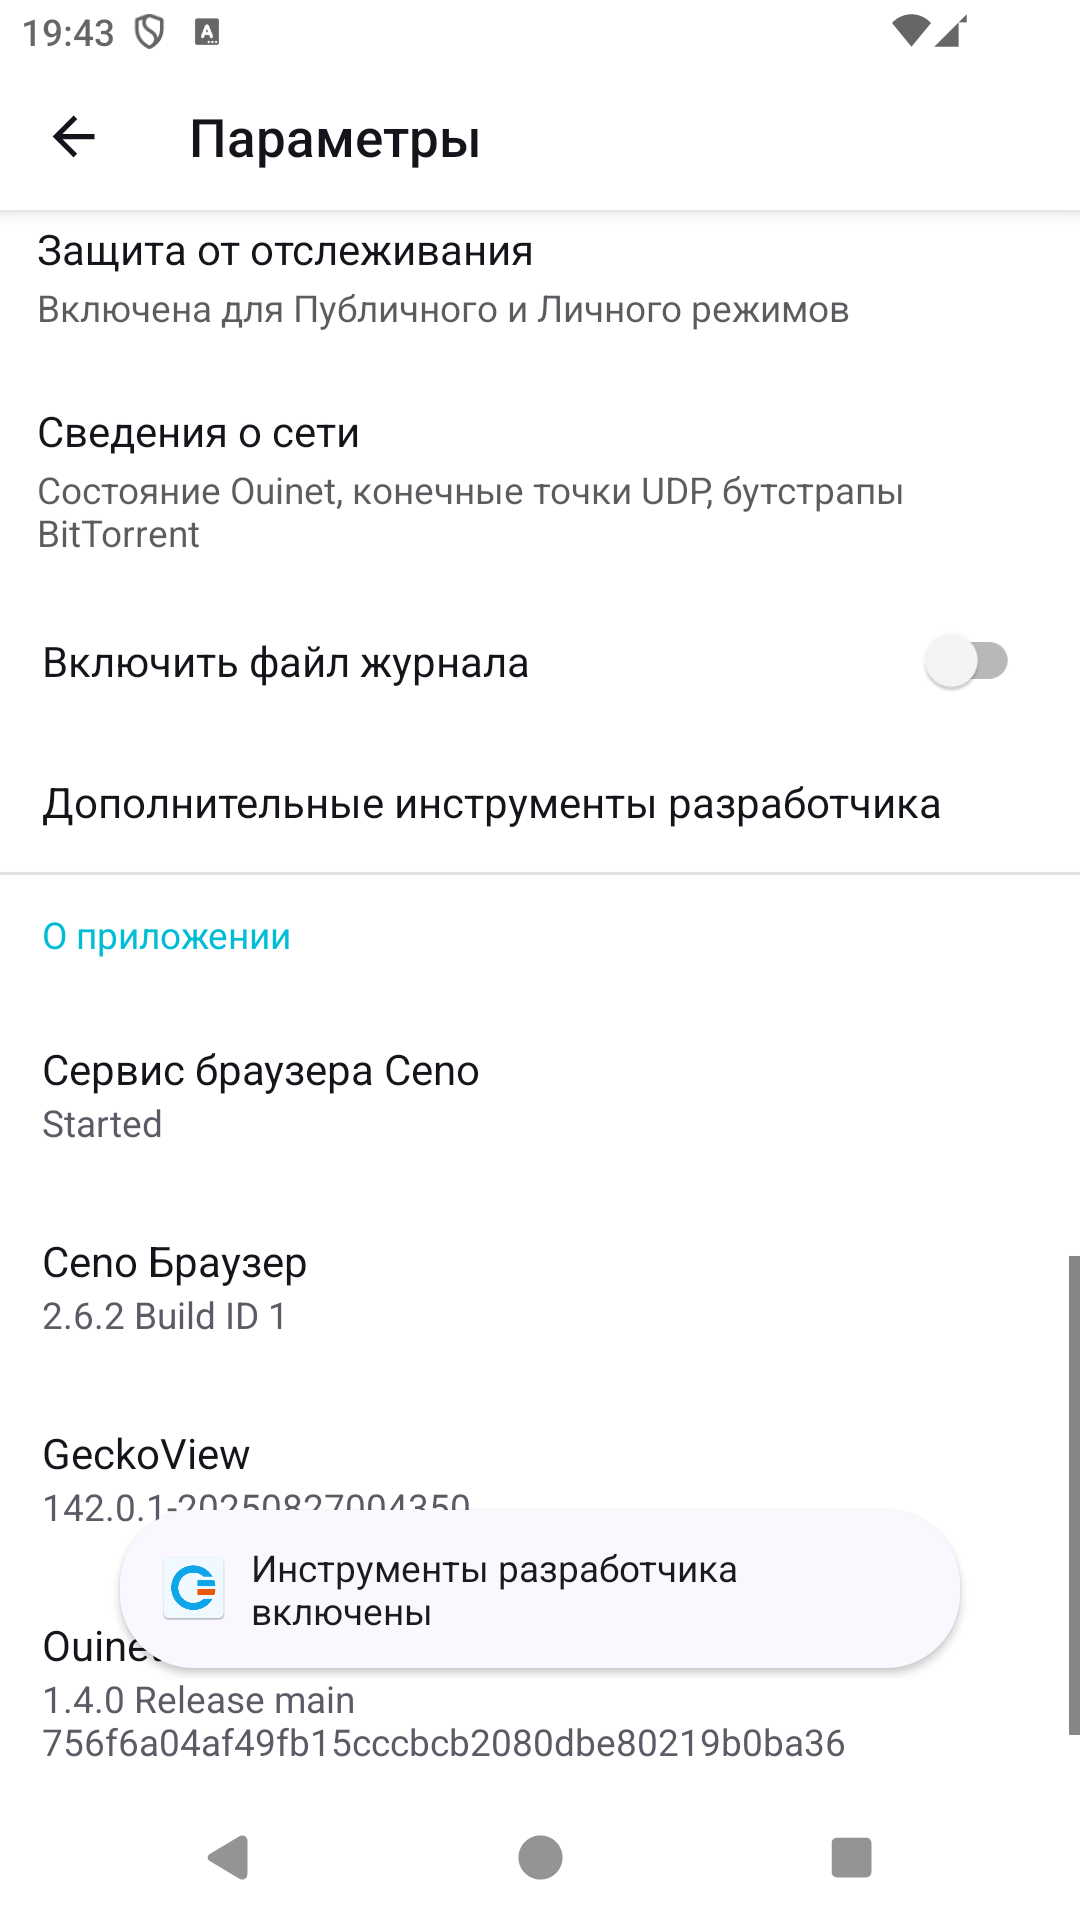 19:43
Параметры
Защита от отслеживания
Включена для Публичного и Личного режимов
Сведения о сети
Состояние Ouinet, конечные точки UDP, бутстрапы
BitTorrent
Включить файл журнала
Дополнительные инструменты разработчика
О приложении
Сервис браузера Ceno
Started
Ceno Браузер
2.6.2 Build ID 1
GeckoView
142.0.1-20250827004350
Инструменты разработчика
включены
Ouinet
1.4.0 Release main
756f6a04af49fb15cccbcb2080dbe80219b0ba36